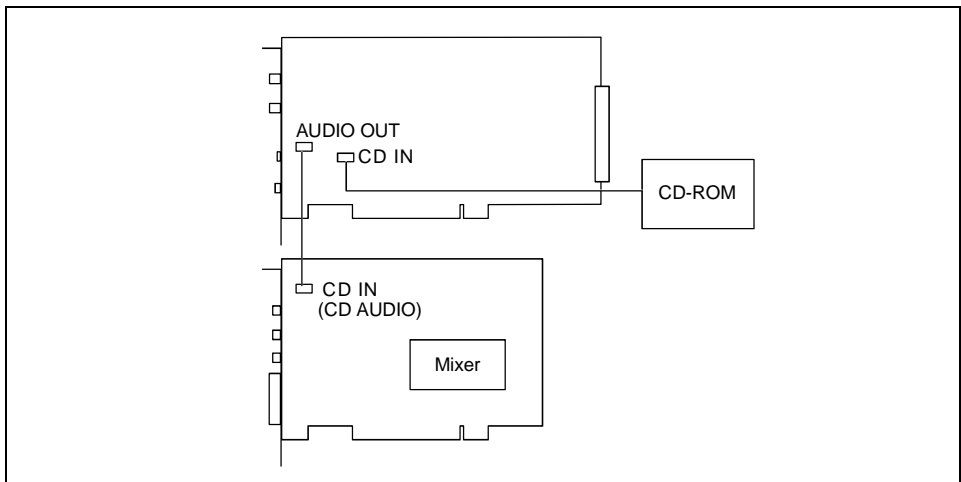 AUDIO OUT
CD IN
CD-ROM
CD IN
(CD AUDIO)
Mixer